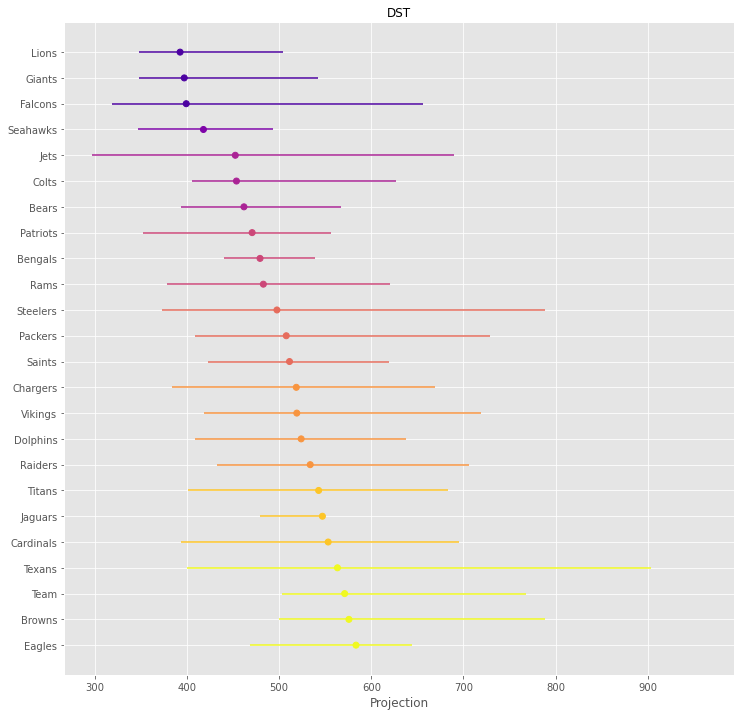 DST
Lions
Giants
Falcons
Seahawks
Jets
Colts
Bears
Patriots
Bengals
Rams
Steelers
Packers
Saints
Chargers
Vikings
Dolphins
Raiders
Titans
Jaguars
Cardinals
Texans
Team
Browns
Eagles
300 400 500 600 700 800 900
Projection